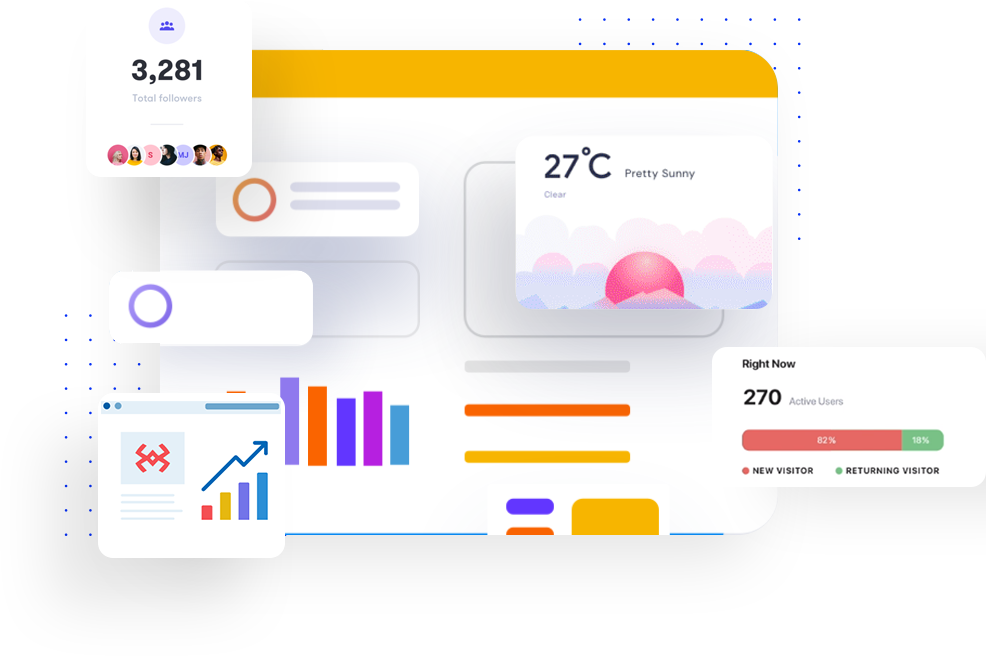 3,281
Total followers
S
MJ
27°C Pretty Sunny
Clear
Right Now
270 Active Users
82% 18%
NEW VISITOR RETURNING VISITOR